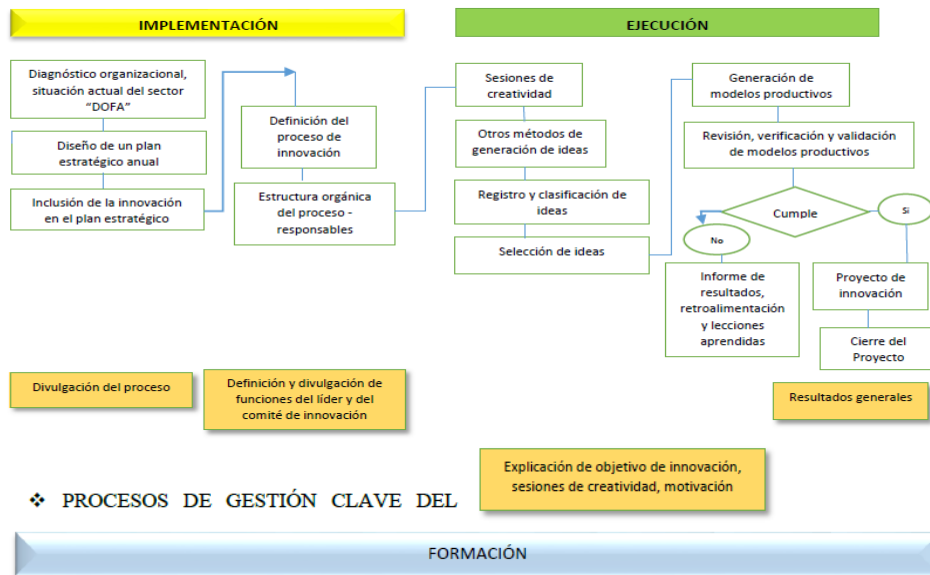 IMPLEMENTACIÓN
EJECUCIÓN
Diagnóstico organizacional,
situación actual del sector
“DOFA”
Diseño de un plan
estratégico anual
Inclusión de la innovación
en el plan estratégico
Definición del
proceso de
innovación
Estructura orgánica
del proceso -
responsables
Sesiones de
creatividad
Otros métodos de
generación de ideas
Registro y clasificación de
ideas
Selección de ideas
Generación de
modelos productivos
Revisión, verificación y validación
de modelos productivos
Cumple
Si
No
Informe de
resultados,
retroalimentación
y lecciones
aprendidas
Proyecto de
innovación
Cierre del
Proyecto
Divulgación del proceso
Definición y divulgación de
funciones del líder y del
comité de innovación
Resultados generales
Explicación de objetivo de innovación,
sesiones de creatividad, motivación
❖ PROCESOS DE GESTIÓN CLAVE DEL
FORMACIÓN